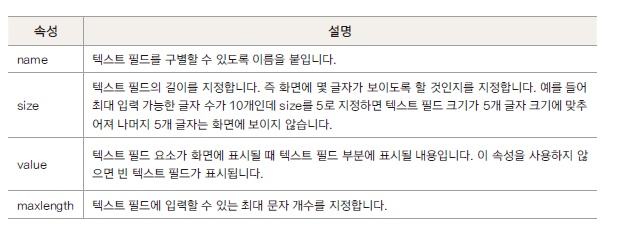 속성 설명
name 텍스트 필드를 구별할 수 있도록 이름을 붙입니다.
텍스트 필드의 길이를 지정합니다. 즉 화면에 몇 글자가 보이도록 할 것인지를 지정합니다. 예를 들어
size 최대 입력 가능한 글자 수가 10개인데 size를 5로 지정하면 텍스트 필드 크기가 5개 글자 크기에 맞추
어져 나머지 5개 글자는 화면에 보이지 않습니다.
value 텍스트 필드 요소가 화면에 표시될 때 텍스트 필드 부분에 표시될 내용입니다. 이 속성을 사용하지 않
으면 빈 텍스트 필드가 표시됩니다.
maxlength 텍스트 필드에 입력할 수 있는 최대 문자 개수를 지정합니다.